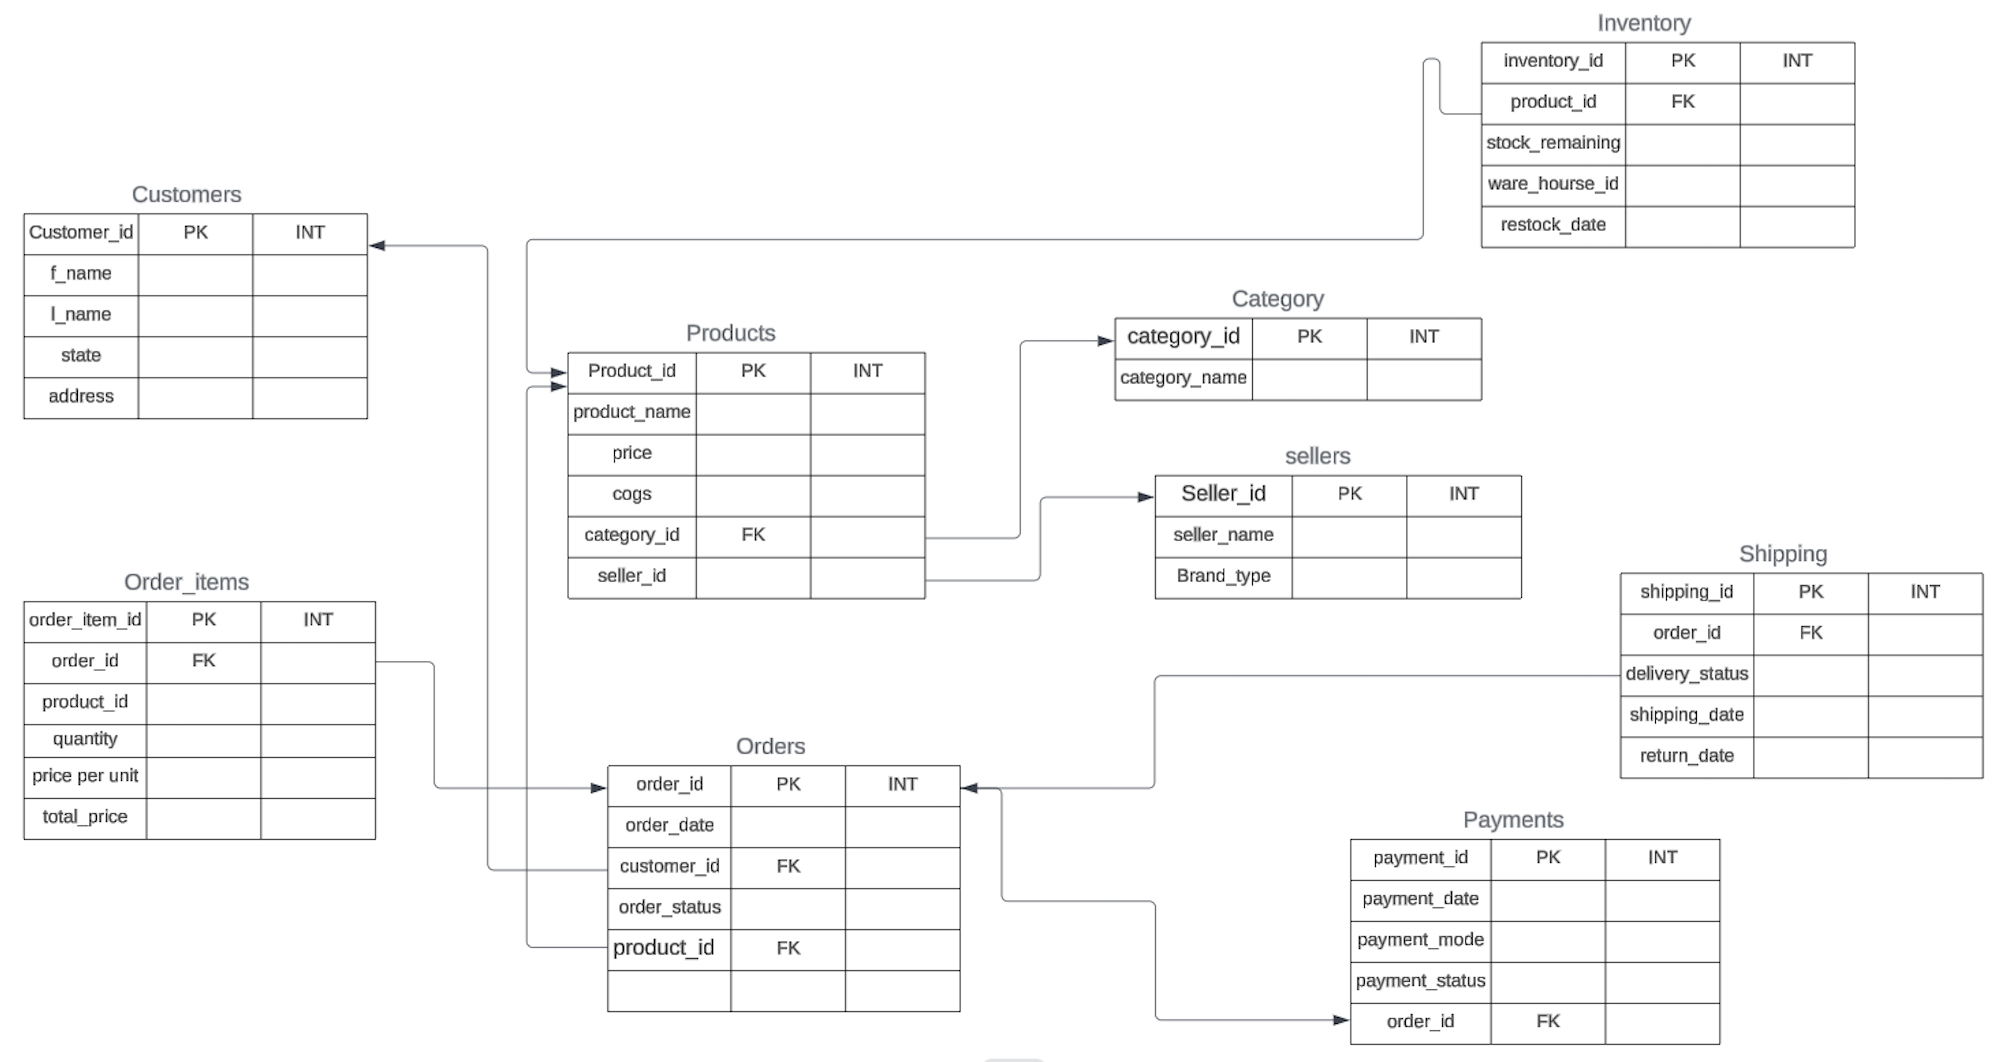 Inventory
inventory_id PK INT
product_id FK
stock_remaining
ware_hourse_id
restock_date
Customers
Customer_id PK INT
f_name
l_name
state
address
Category
category_id PK INT
category_name
Products
Product_id PK INT
product_name
price
cogs
category_id FK
seller_id
sellers
Seller_id PK INT
seller_name
Brand_type
Shipping
shipping_id PK INT
order_id FK
delivery_status
shipping_date
return_date
Order_items
order_item_id PK INT
order_id FK
product_id
quantity
price per unit
total_price
Orders
order_id PK INT
order_date
customer_id FK
order_status
product_id FK
Payments
payment_id PK INT
payment_date
payment_mode
payment_status
order_id FK